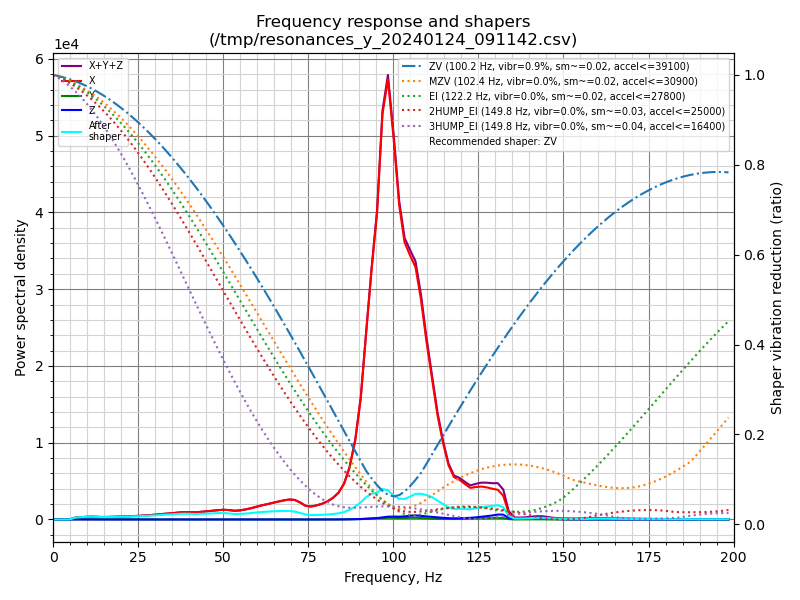 Frequency response and shapers
(/tmp/resonances_y_20240124_091142.csv)
1e4
X+Y+Z
X
Y
Z
After
shaper
ZV (100.2 Hz, vibr=0.9%, sm~=0.02, accel<=39100)
MZV (102.4 Hz, vibr=0.0%, sm~=0.02, accel<=30900)
EI (122.2 Hz, vibr=0.0%, sm~=0.02, accel<=27800)
2HUMP_EI (149.8 Hz, vibr=0.0%, sm~=0.03, accel<=25000)
3HUMP_EI (149.8 Hz, vibr=0.0%, sm~=0.04, accel<=16400)
Recommended shaper: ZV
6
5
4
3
2
1
0
Power spectral density
1.0
0.8
0.6
0.4
0.2
0.0
Shaper vibration reduction (ratio)
0 25 50 75 100 125 150 175 200
Frequency, Hz